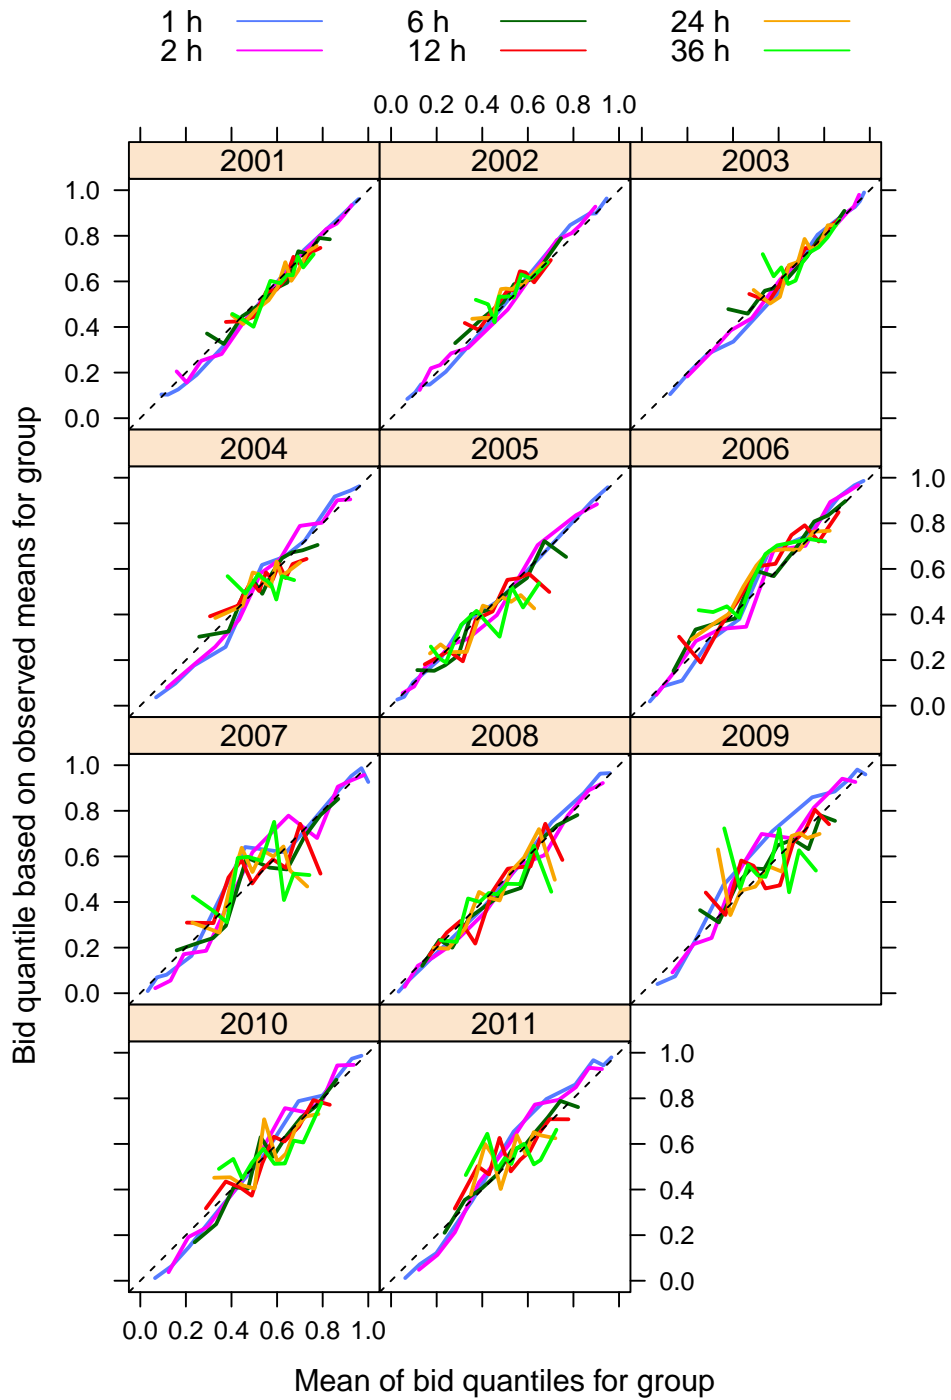 1 h 6 h 24 h
2 h 12 h 36 h
0.0 0.2 0.4 0.6 0.8 1.0
2001 2002 2003
1.0
0.8
0.6
0.4
0.2
0.0
2004 2005 2006
1.0
0.8
0.6
0.4
0.2
0.0
2007 2008 2009
1.0
0.8
0.6
0.4
0.2
0.0
2010 2011
1.0
0.8
0.6
0.4
0.2
0.0
0.0 0.2 0.4 0.6 0.8 1.0
Bid quantile based on observed means for group
Mean of bid quantiles for group